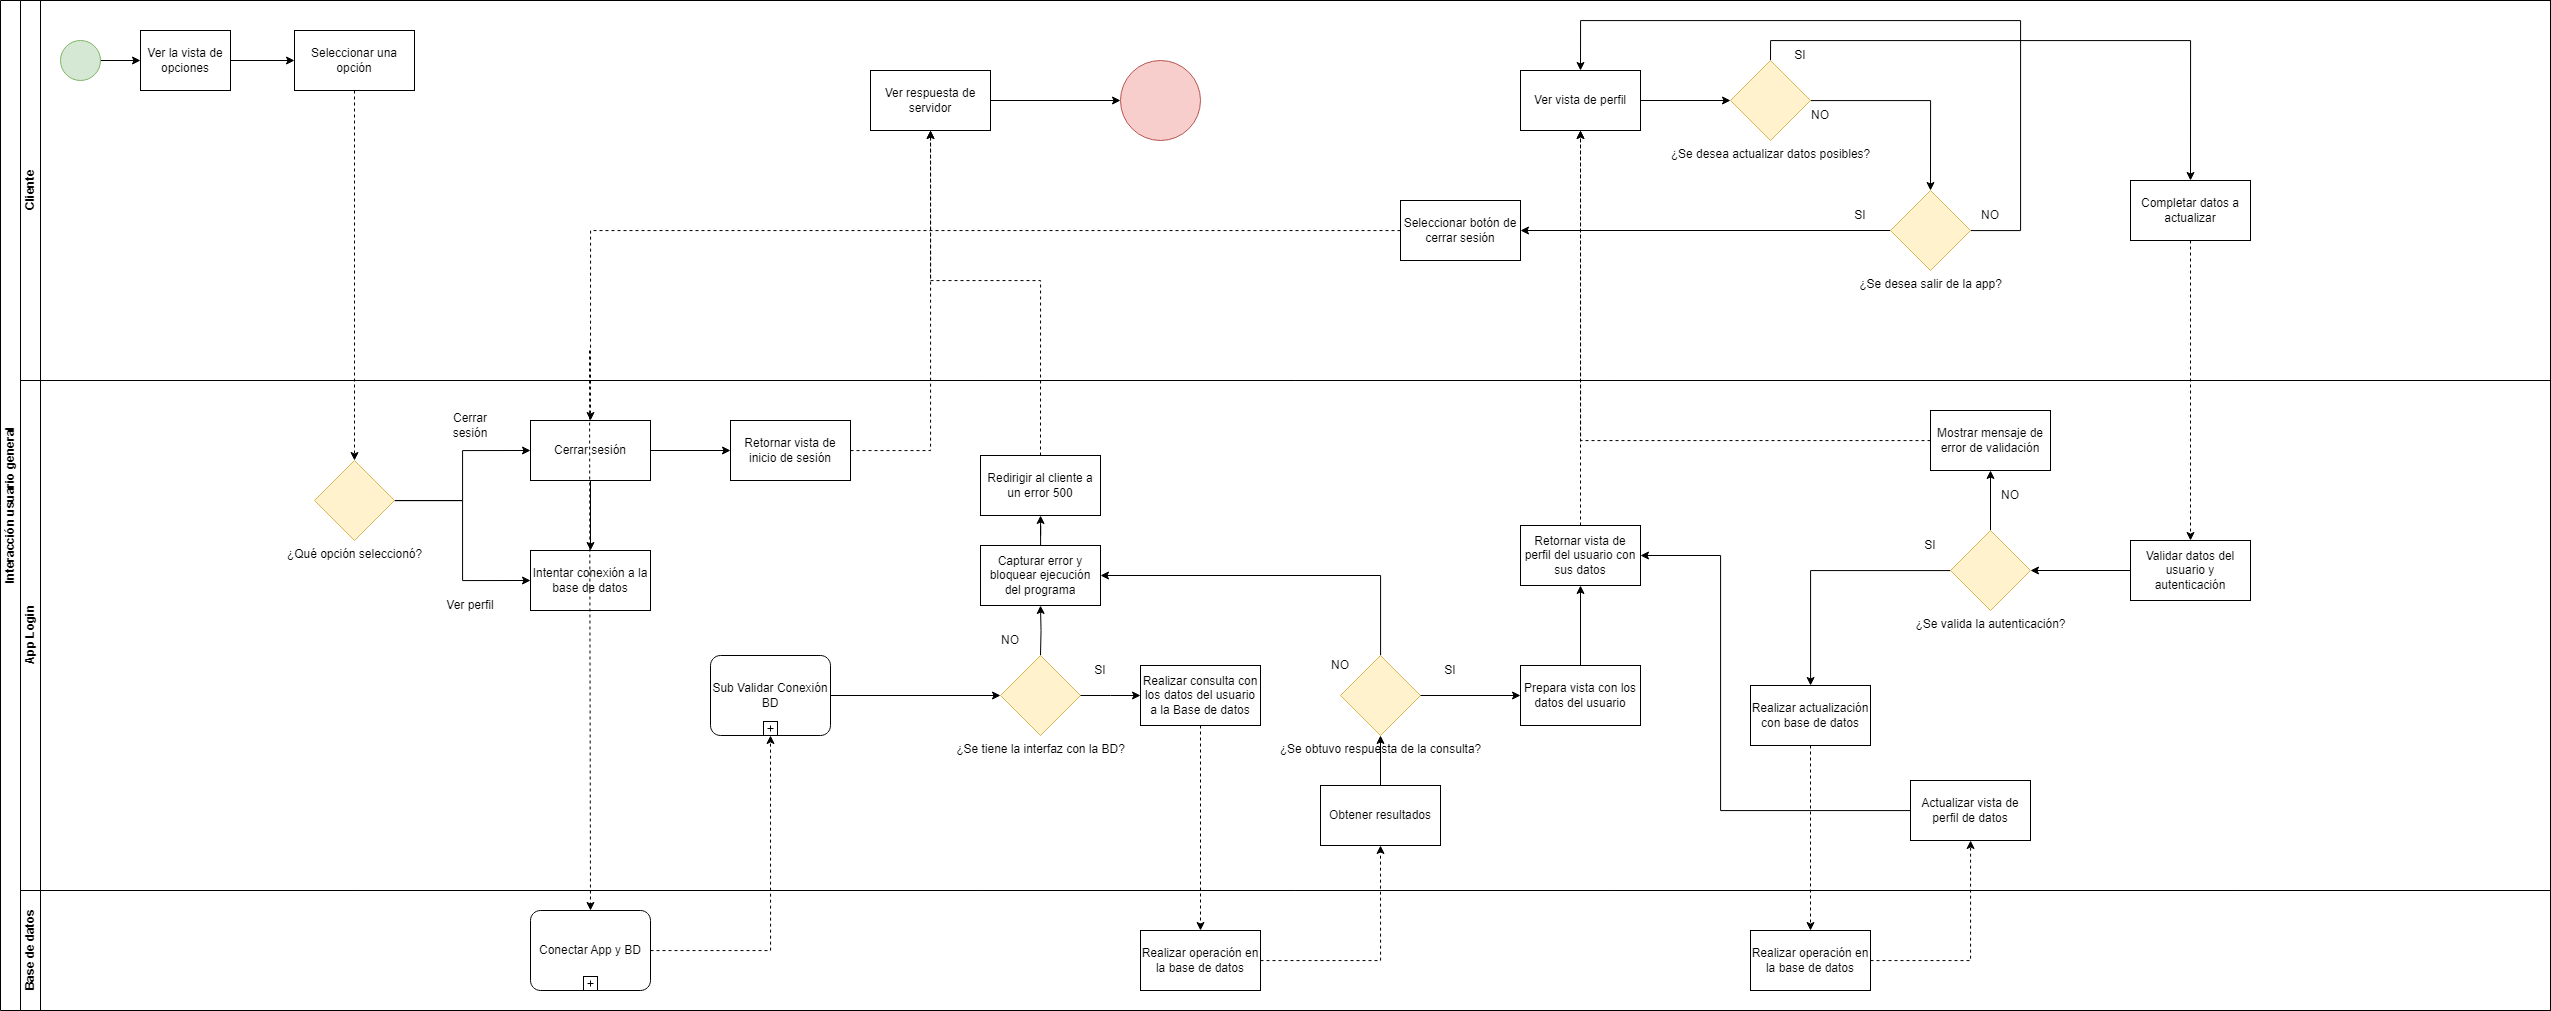 Interacción usuario general
Cliente
Ver la vista de
opciones
Seleccionar una
opción
Ver respuesta de
servidor
Ver vista de perfil
SI
NO
¿Se desea actualizar datos posibles?
Seleccionar botón de
cerrar sesión
SI
NO
¿Se desea salir de la app?
Completar datos a
actualizar
App Login
¿Qué opción seleccionó?
Cerrar
sesión
Ver perfil
Cerrar sesión
Intentar conexión a la
base de datos
Retornar vista de
inicio de sesión
Sub Validar Conexión
BD
Redirigir al cliente a
un error 500
Capturar error y
bloquear ejecución
del programa
NO
SI
¿Se tiene la interfaz con la BD?
Realizar consulta con
los datos del usuario
a la Base de datos
NO
SI
¿Se obtuvo respuesta de la consulta?
Obtener resultados
Retornar vista de
perfil del usuario con
sus datos
Prepara vista con los
datos del usuario
Mostrar mensaje de
error de validación
NO
SI
¿Se valida la autenticación?
Validar datos del
usuario y
autenticación
Realizar actualización
con base de datos
Actualizar vista de
perfil de datos
Base de datos
Conectar App y BD
Realizar operación en
la base de datos
Realizar operación en
la base de datos